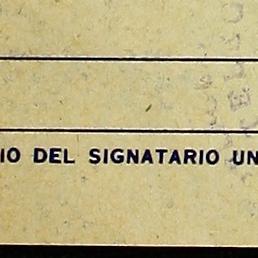 IO DEL SIGNATARIO UN